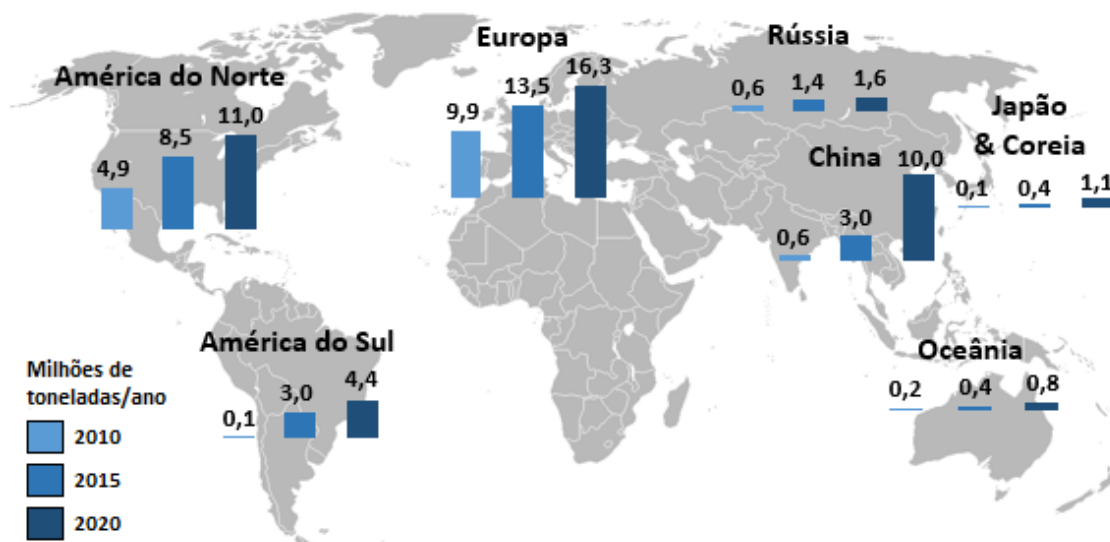 América do Norte
4,9
8,5
11,0
Europa
9,9
13,5
16,3
Rússia
0,6
1,4
1,6
Japão
& Coreia
0,1
0,4
1,1
China
0,6
3,0
10,0
América do Sul
0,1
3,0
4,4
Oceânia
0,2
0,4
0,8
Milhões de
toneladas/ano
2010
2015
2020